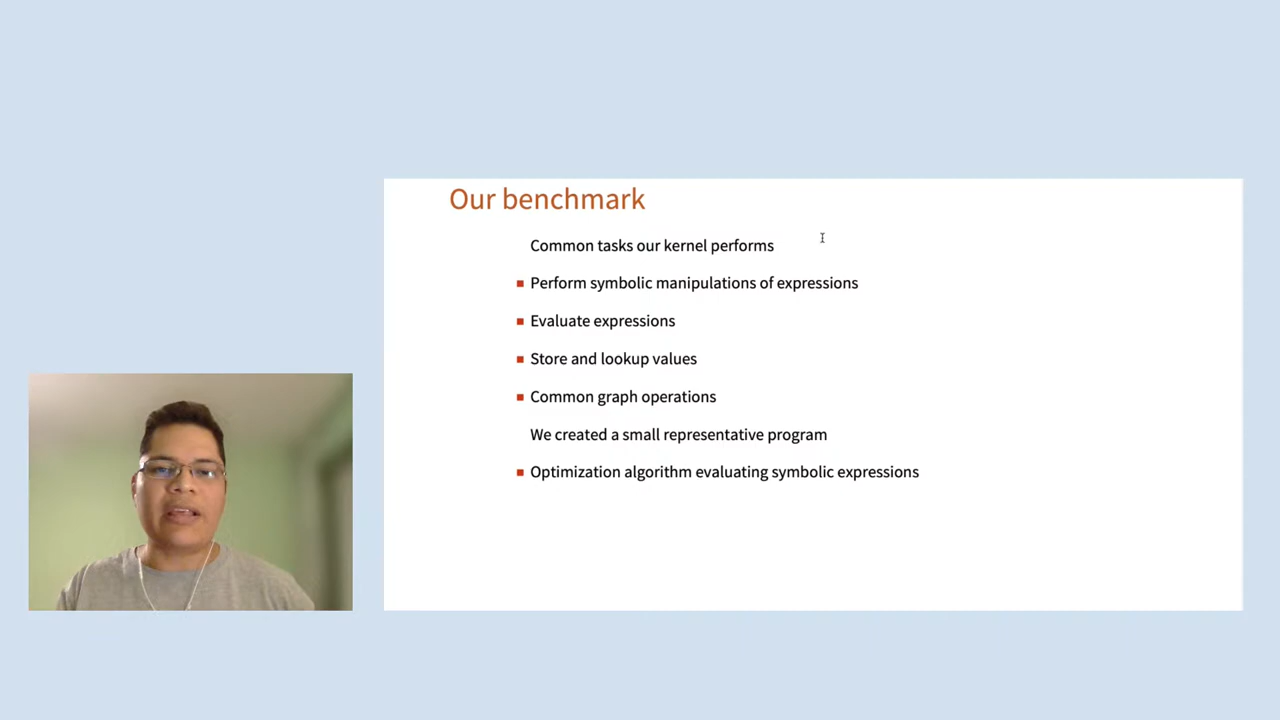 Our benchmark
Common tasks our kernel performs
Perform symbolic manipulations of expressions
Evaluate expressions
Store and lookup values
Common graph operations
We created a small representative program
Optimization algorithm evaluating symbolic expressions